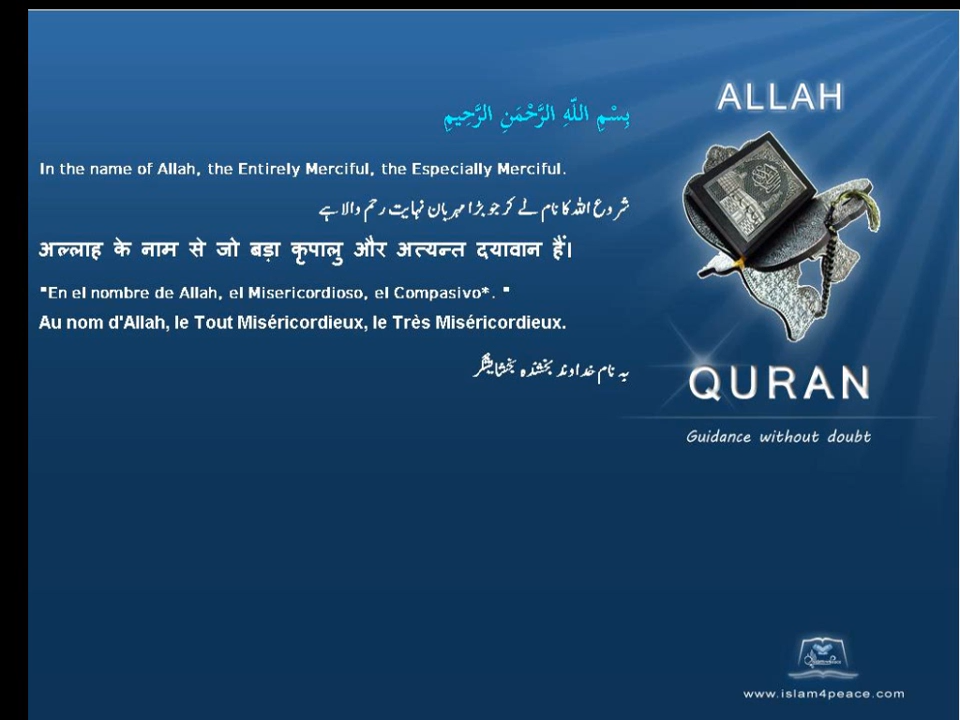 بِسْمِ اللّهِ الرَّحْمَنِ الرَّحِيمِ
In the name of Allah, the Entirely Merciful, the Especially Merciful.
شروع الله کا نام لے کر جو بڑا مہربان نہایت رحم والا ہے
अल्लाह के नाम से जो बड़ा कृपालु और अत्यन्त दयावान हैं।
"En el nombre de Allah, el Misericordioso, el Compasivo*. "
Au nom d'Allah, le Tout Miséricordieux, le Très Miséricordieux.
به نام خداوند بخشنده بخشایشگر
ALLAH
QURAN
Guidance without doubt
www.islam4peace.com